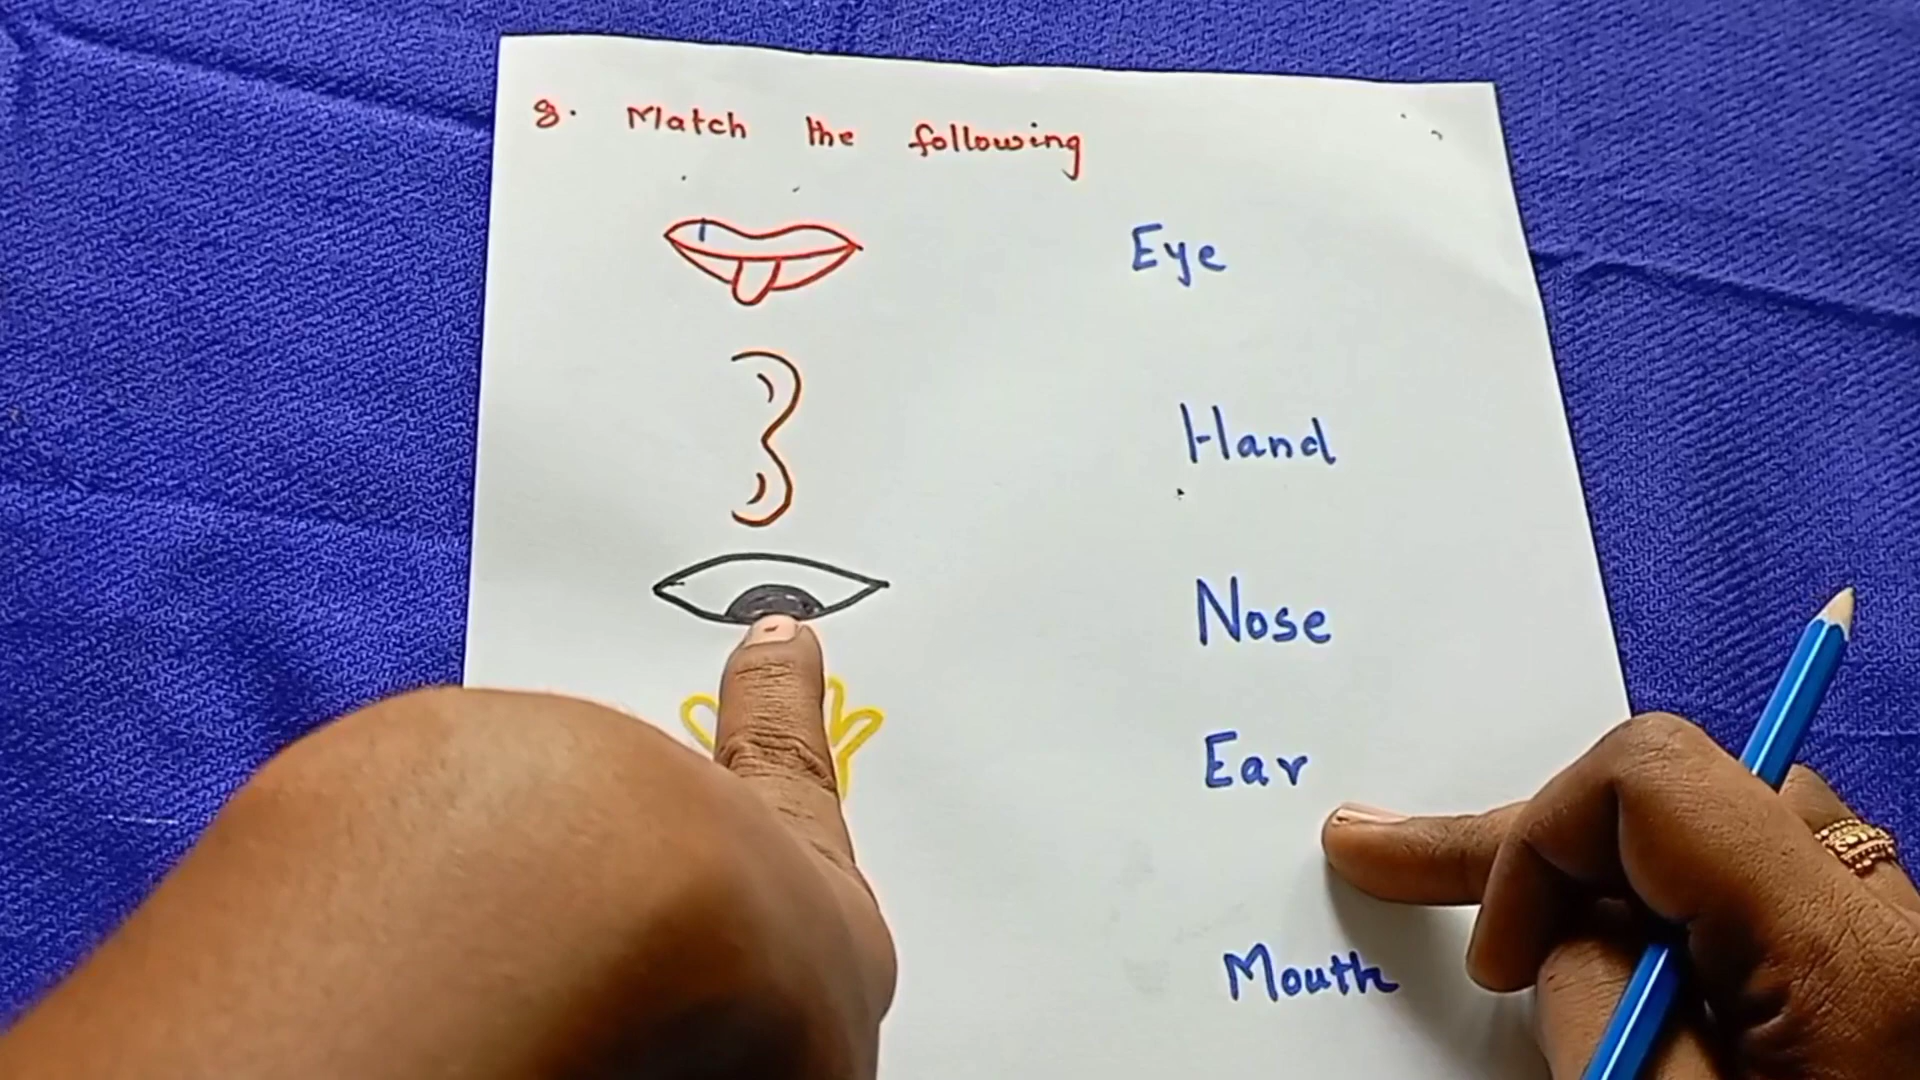 8. Match the following
Eye
Hand
Nose
Ear
Mouth